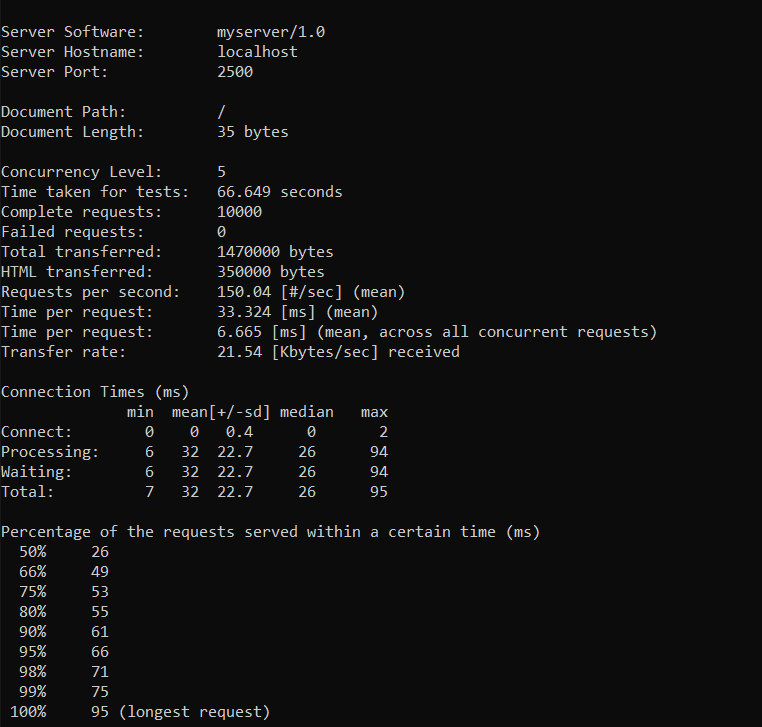 Server Software:        myserver/1.0
Server Hostname:        localhost
Server Port:            2500

Document Path:          /
Document Length:        35 bytes

Concurrency Level:      5
Time taken for tests:   66.649 seconds
Complete requests:      10000
Failed requests:        0
Total transferred:      1470000 bytes
HTML transferred:       350000 bytes
Requests per second:    150.04 [#/sec] (mean)
Time per request:       33.324 [ms] (mean)
Time per request:       6.665 [ms] (mean, across all concurrent requests)
Transfer rate:          21.54 [Kbytes/sec] received

Connection Times (ms)
              min  mean[+/-sd] median   max
Connect:        0    0   0.4      0       2
Processing:     6   32  22.7     26      94
Waiting:        6   32  22.7     26      94
Total:          7   32  22.7     26      95

Percentage of the requests served within a certain time (ms)
  50%     26
  66%     49
  75%     53
  80%     55
  90%     61
  95%     66
  98%     71
  99%     75
 100%     95 (longest request)